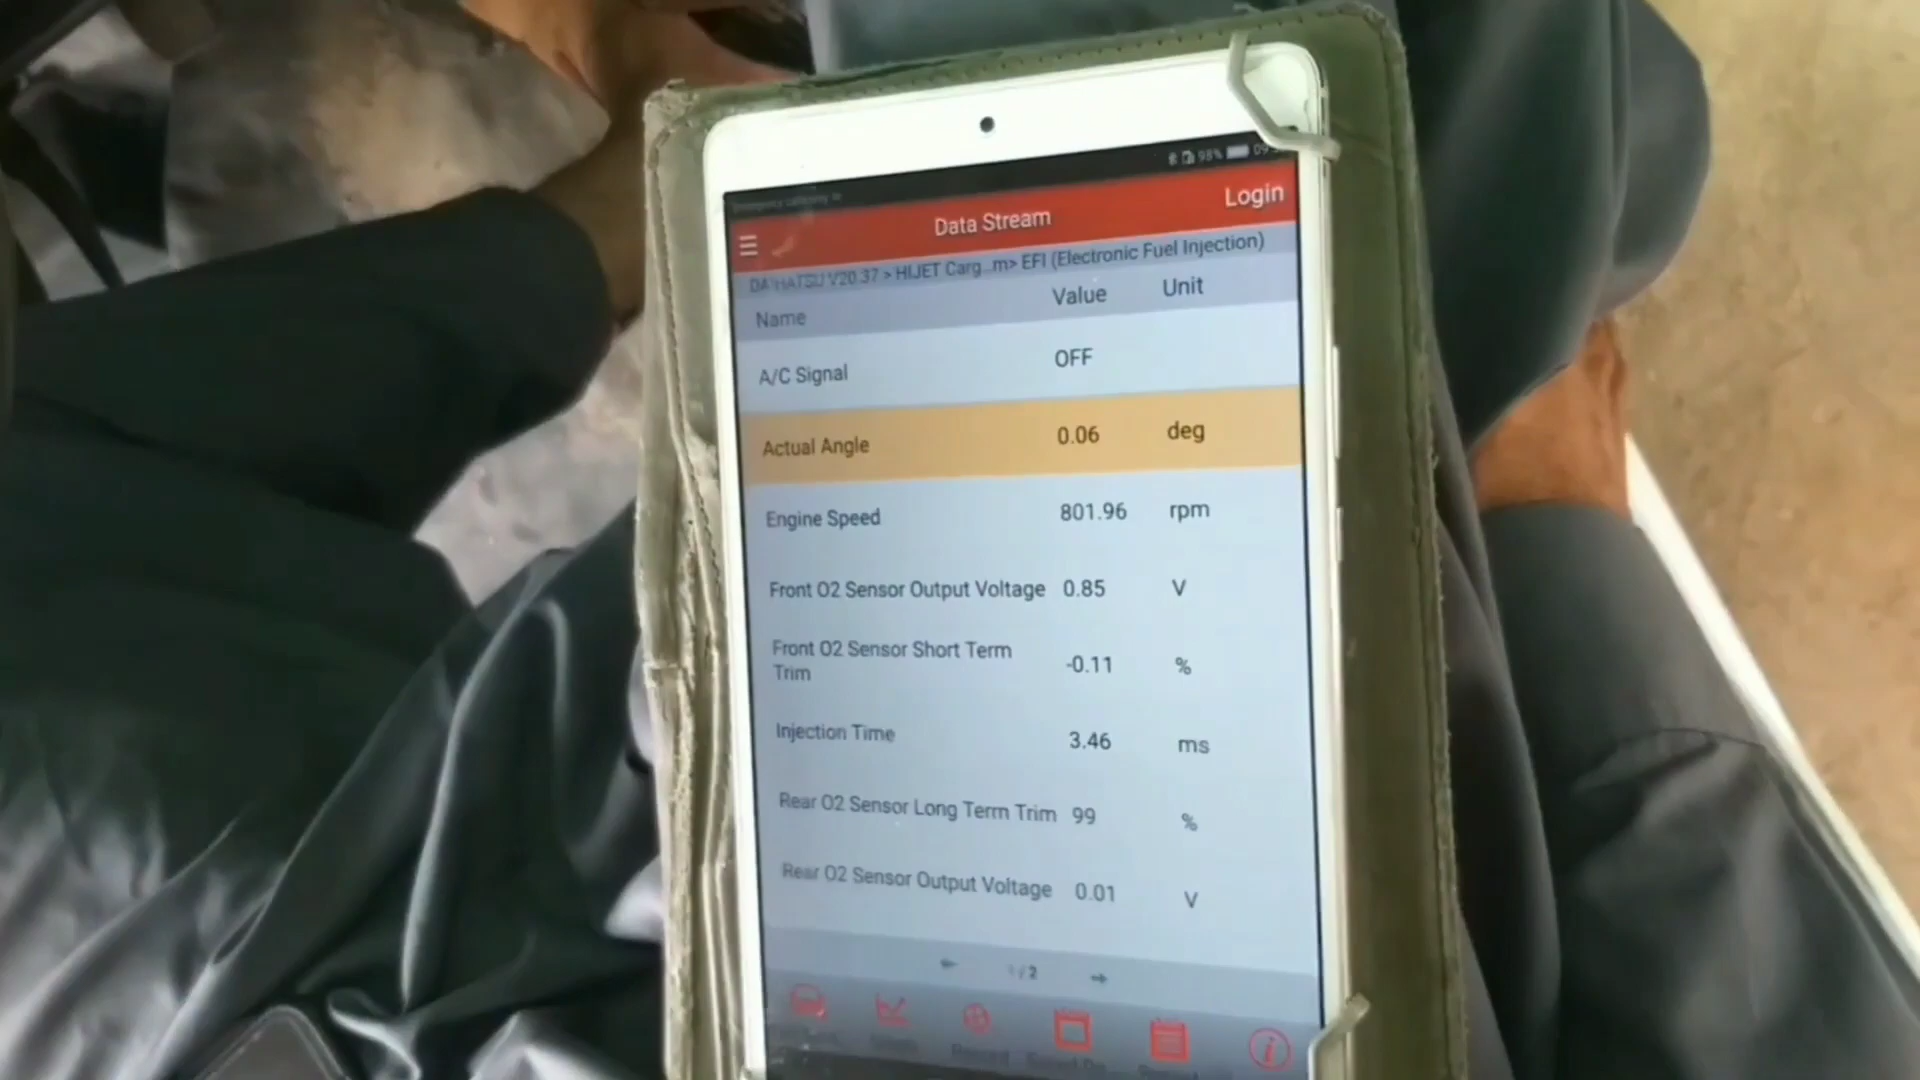 98% 09
Data Stream Login
DAIHATSU V20.37 > HIJET Carg...m> EFI (Electronic Fuel Injection)
Name Value Unit
A/C Signal OFF
Actual Angle 0.06 deg
Engine Speed 801.96 rpm
Front O2 Sensor Output Voltage 0.85 V
Front O2 Sensor Short Term
Trim -0.11 %
Injection Time 3.46 ms
Rear O2 Sensor Long Term Trim 99 %
Rear O2 Sensor Output Voltage 0.01 V
1/2